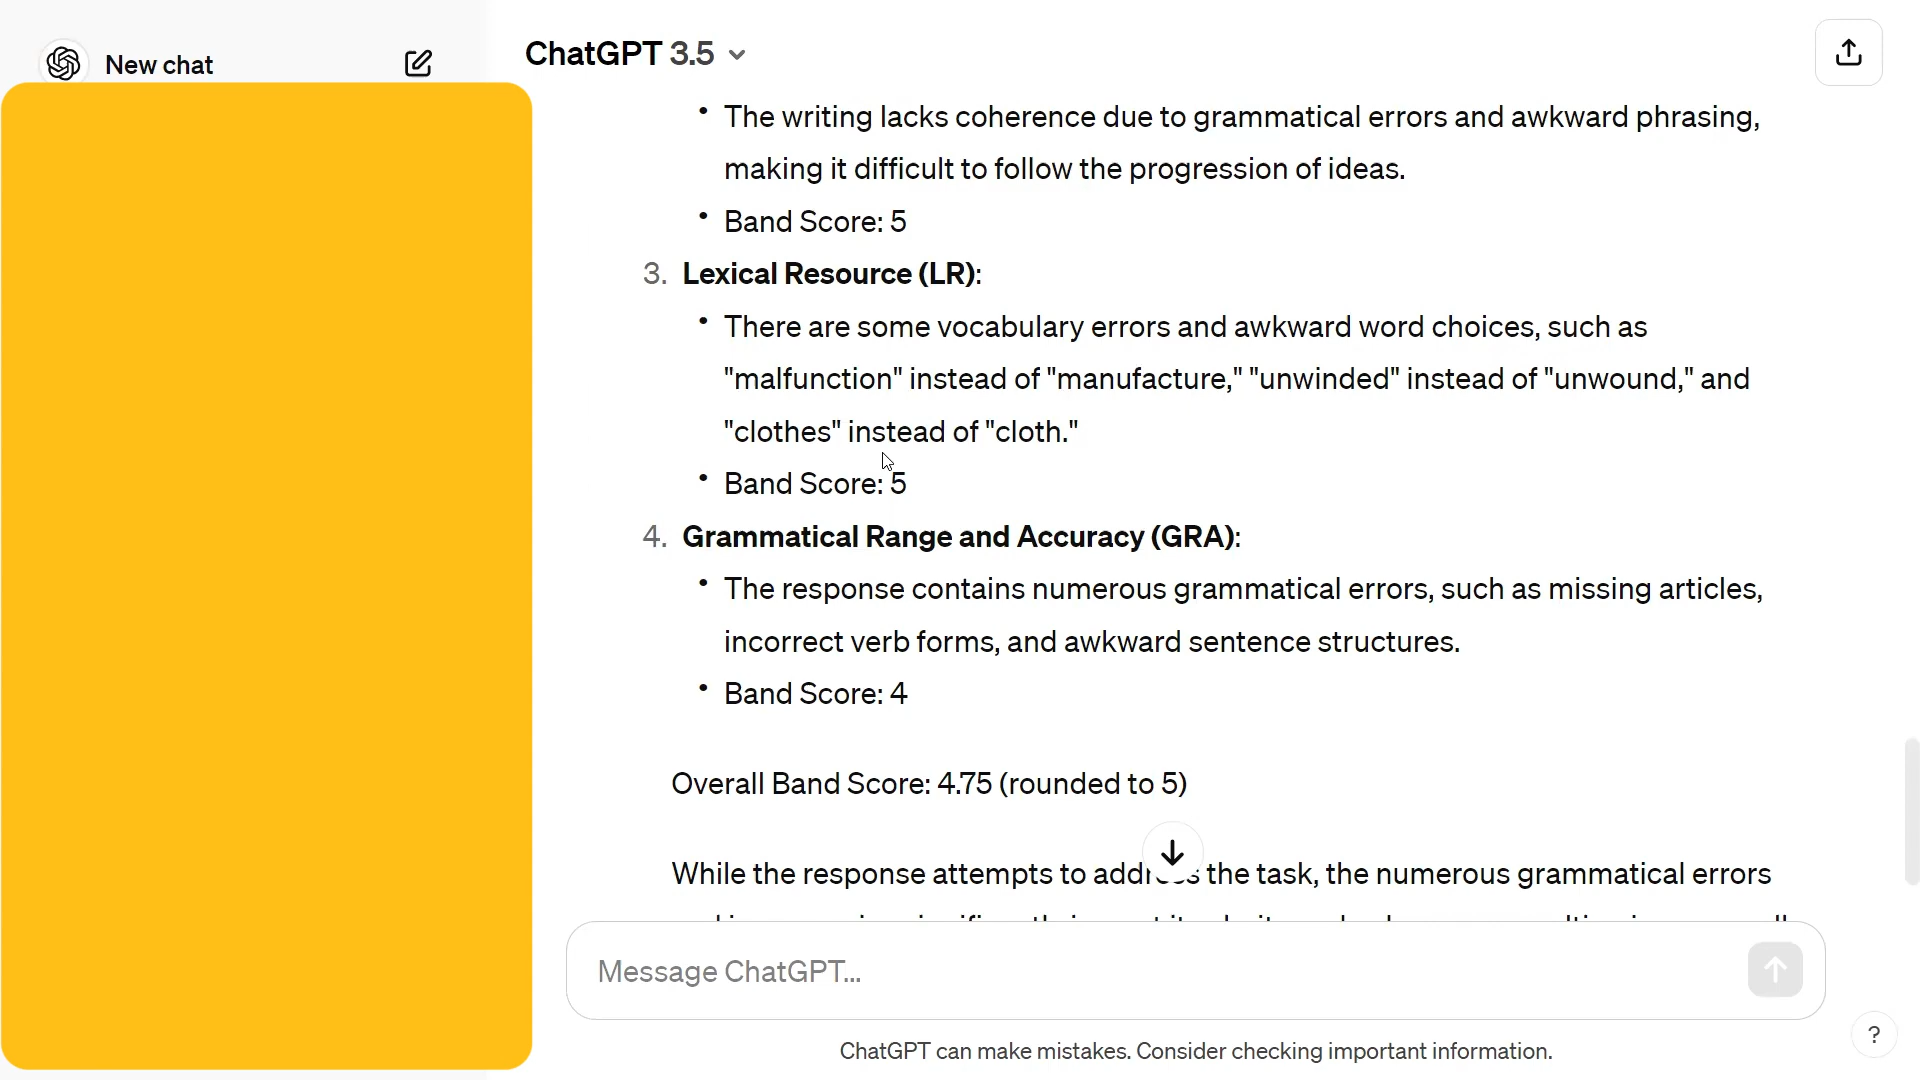 New chat
ChatGPT 3.5
• The writing lacks coherence due to grammatical errors and awkward phrasing,
making it difficult to follow the progression of ideas.
• Band Score: 5
3. Lexical Resource (LR):
• There are some vocabulary errors and awkward word choices, such as
"malfunction" instead of "manufacture," "unwinded" instead of "unwound," and
"clothes" instead of "cloth."
• Band Score: 5
4. Grammatical Range and Accuracy (GRA):
• The response contains numerous grammatical errors, such as missing articles,
incorrect verb forms, and awkward sentence structures.
• Band Score: 4
Overall Band Score: 4.75 (rounded to 5)
While the response attempts to address the task, the numerous grammatical errors
Message ChatGPT...
ChatGPT can make mistakes. Consider checking important information.
?